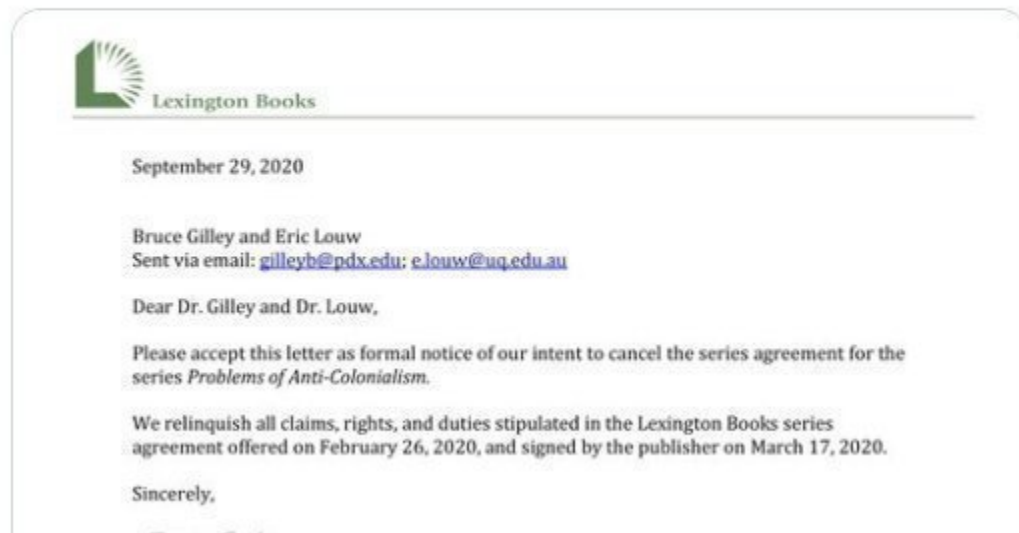 Lexington Books
September 29, 2020
Bruce Gilley and Eric Louw
Sent via email: gilleyb@pdx.edu; e.louw@uq.edu.au
Dear Dr. Gilley and Dr. Louw,
Please accept this letter as formal notice of our intent to cancel the series agreement for the
series Problems of Anti-Colonialism.
We relinquish all claims, rights, and duties stipulated in the Lexington Books series
agreement offered on February 26, 2020, and signed by the publisher on March 17, 2020.
Sincerely,